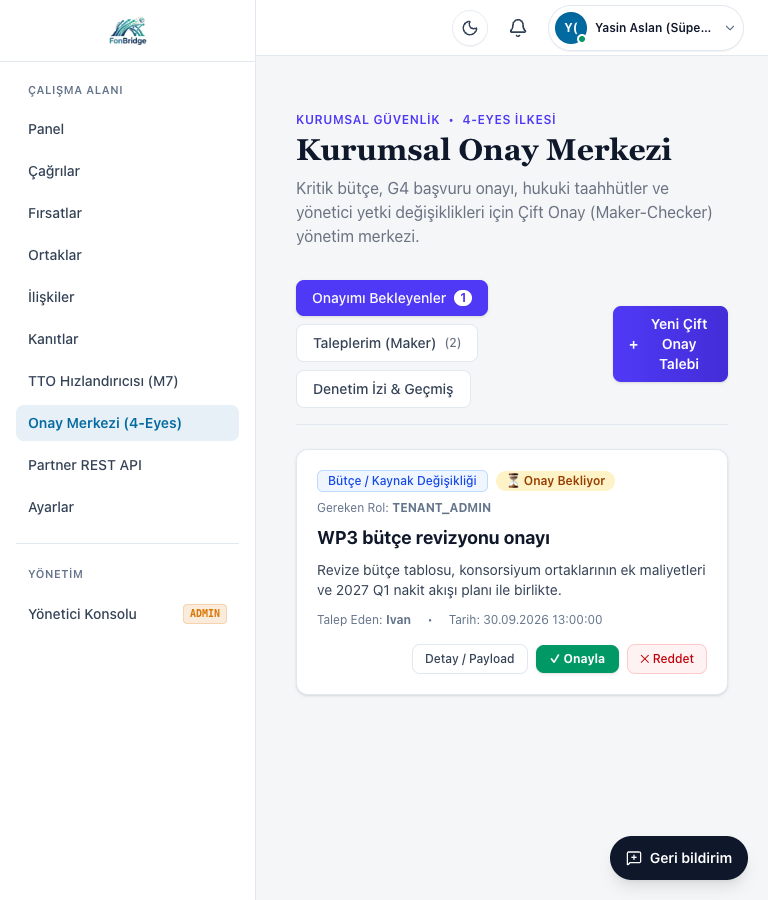 FonBridge
Y(
Yasin Aslan (Süpe...
ÇALIŞMA ALANI
Panel
Çağrılar
Fırsatlar
Ortaklar
İlişkiler
Kanıtlar
TTO Hızlandırıcısı (M7)
Onay Merkezi (4-Eyes)
Partner REST API
Ayarlar
YÖNETİM
Yönetici Konsolu
ADMIN
KURUMSAL GÜVENLİK • 4-EYES İLKESİ
Kurumsal Onay Merkezi
Kritik bütçe, G4 başvuru onayı, hukuki taahhütler ve
yönetici yetki değişiklikleri için Çift Onay (Maker-Checker)
yönetim merkezi.
Onayımı Bekleyenler 1
Taleplerim (Maker) (2)
Denetim İzi & Geçmiş
+ Yeni Çift
Onay
Talebi
Bütçe / Kaynak Değişikliği
⏳ Onay Bekliyor
Gereken Rol: TENANT_ADMIN
WP3 bütçe revizyonu onayı
Revize bütçe tablosu, konsorsiyum ortaklarının ek maliyetleri
ve 2027 Q1 nakit akışı planı ile birlikte.
Talep Eden: Ivan • Tarih: 30.09.2026 13:00:00
Detay / Payload
✓ Onayla
✕ Reddet
Geri bildirim